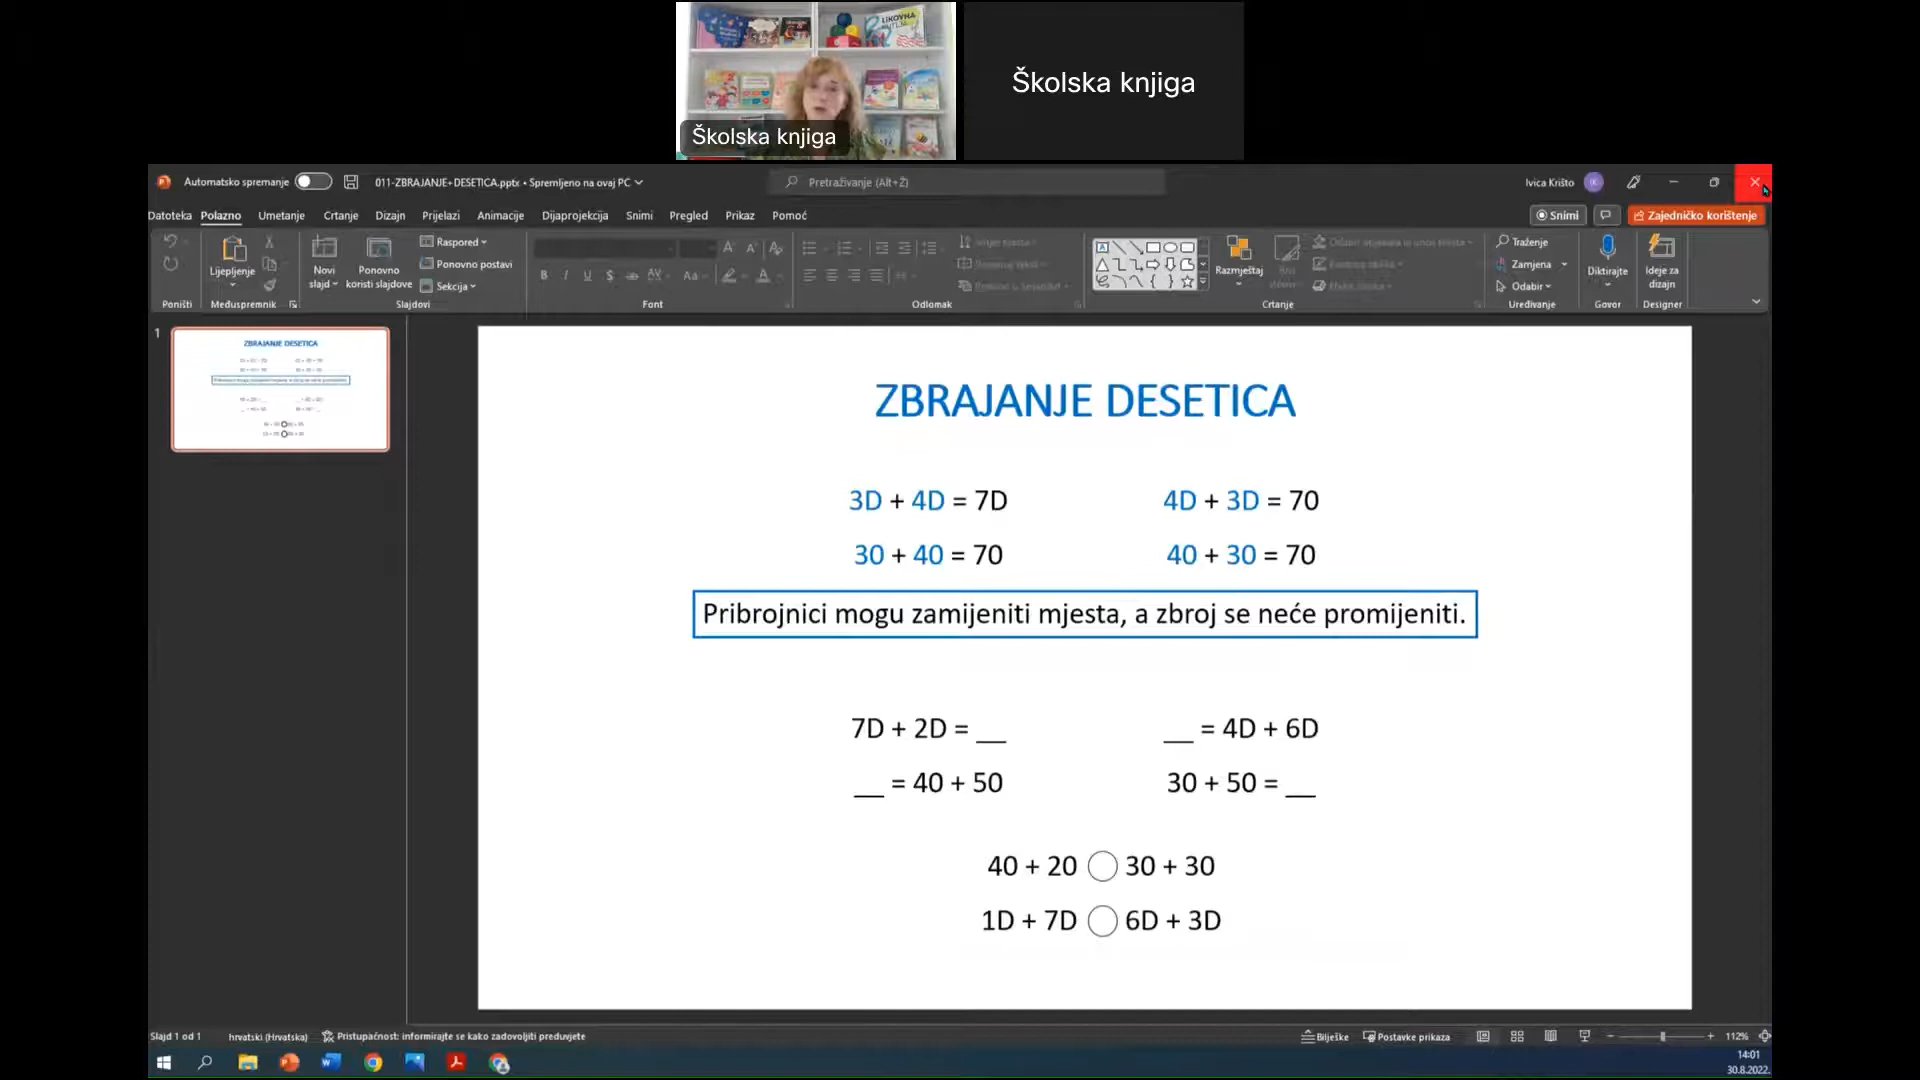 LIKOVNA
Školska knjiga
Školska knjiga
Automatsko spremanje
011-ZBRAJANJE+DESETICA.pptx • Spremljeno na ovaj PC
Pretraživanje (Alt+Ž)
Ivica Krišto
Datoteka Polazno Umetanje Crtanje Dizajn Prijelazi Animacije Dijaprojekcija Snimi Pregled Prikaz Pomoć
Snimi
Zajedničko korištenje
Lijepljenje
Novi slajd
Ponovno koristi slajdove
Raspored
Ponovno postavi
Sekcija
Razmještaj
Traženje
Zamjena
Odabir
Diktirajte
Ideje za dizajn
Poništi Međuspremnik Slajdovi Font Odlomak Crtanje Uređivanje Govor Designer
1
ZBRAJANJE DESETICA
ZBRAJANJE DESETICA
3D + 4D = 7D
4D + 3D = 70
30 + 40 = 70
40 + 30 = 70
Pribrojnici mogu zamijeniti mjesta, a zbroj se neće promijeniti.
7D + 2D = __
__ = 4D + 6D
__ = 40 + 50
30 + 50 = __
40 + 20 ◯ 30 + 30
1D + 7D ◯ 6D + 3D
Slajd 1 od 1
hrvatski (Hrvatska)
Pristupačnost: informirajte se kako zadovoljiti preduvjete
Bilješke
Postavke prikaza
112%
14:01
30.8.2022.